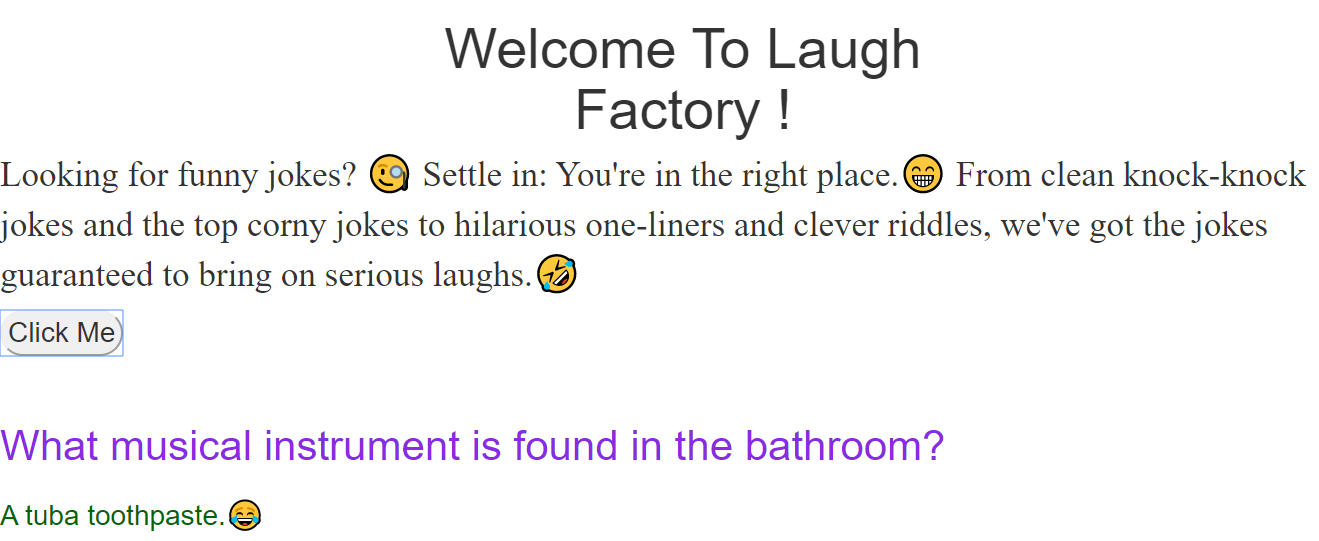 Welcome To Laugh
Factory !
Looking for funny jokes? 🧐 Settle in: You're in the right place.😁 From clean knock-knock
jokes and the top corny jokes to hilarious one-liners and clever riddles, we've got the jokes
guaranteed to bring on serious laughs.🤣
Click Me
What musical instrument is found in the bathroom?
A tuba toothpaste.😂